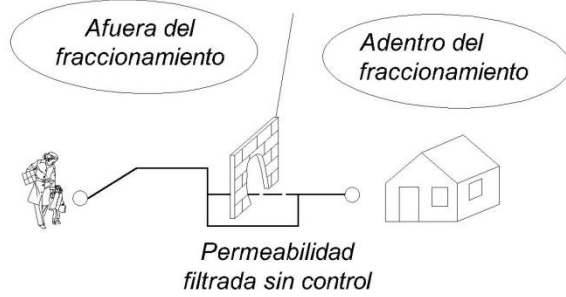 Afuera del
fraccionamiento
Adentro del
fraccionamiento
Permeabilidad
filtrada sin control